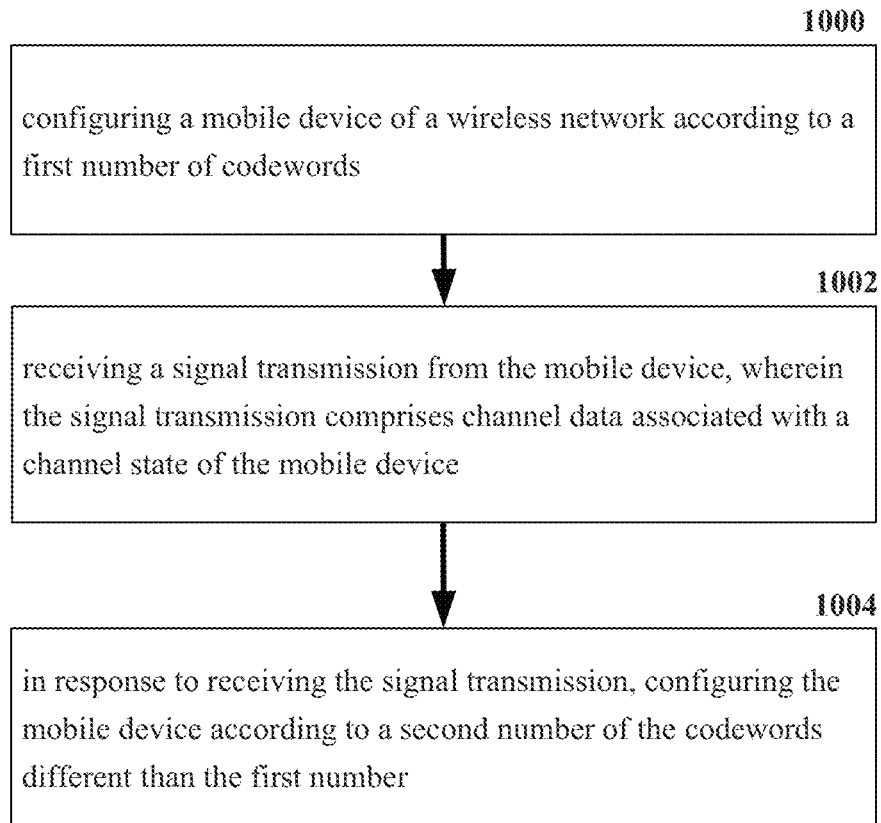 1000
configuring a mobile device of a wireless network according to a
first number of codewords
1002
receiving a signal transmission from the mobile device, wherein
the signal transmission comprises channel data associated with a
channel state of the mobile device
1004
in response to receiving the signal transmission, configuring the
mobile device according to a second number of the codewords
different than the first number